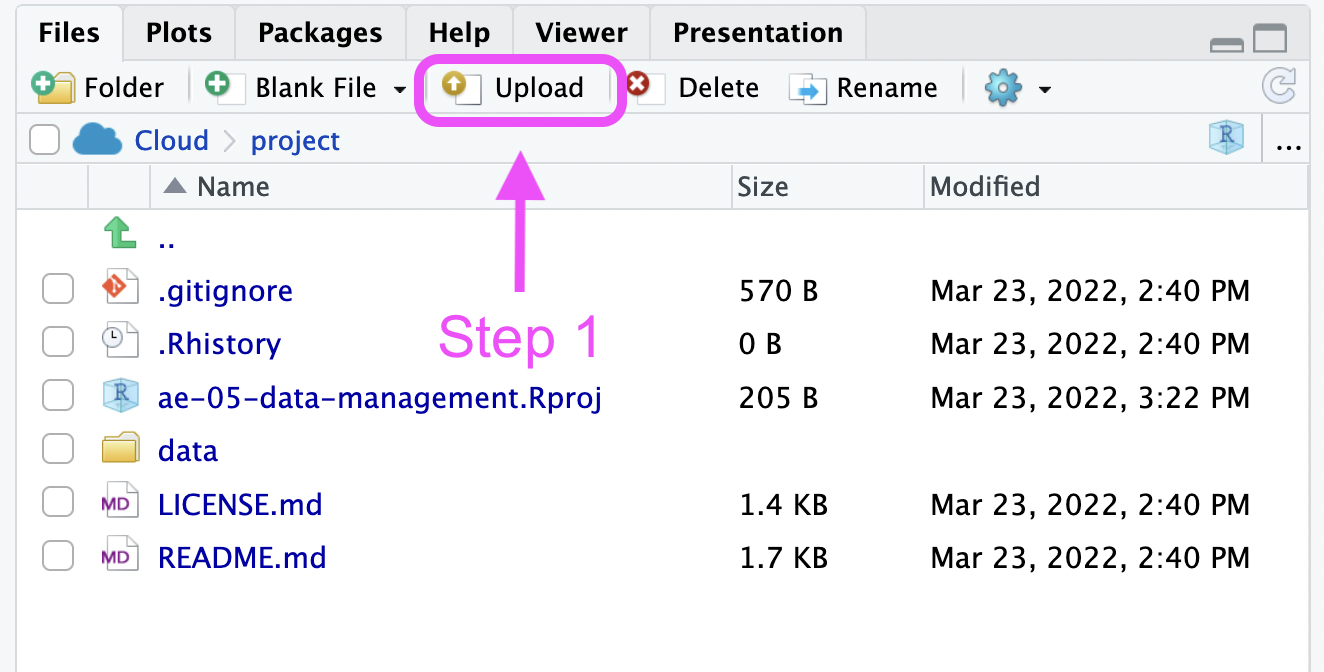 Files Plots Packages Help Viewer Presentation
Folder Blank File Upload Delete Rename
Cloud project R ...
Name Size Modified
..
.gitignore 570 B Mar 23, 2022, 2:40 PM
.Rhistory 0 B Mar 23, 2022, 2:40 PM
Step 1
R ae-05-data-management.Rproj 205 B Mar 23, 2022, 3:22 PM
data
MD LICENSE.md 1.4 KB Mar 23, 2022, 2:40 PM
MD README.md 1.7 KB Mar 23, 2022, 2:40 PM